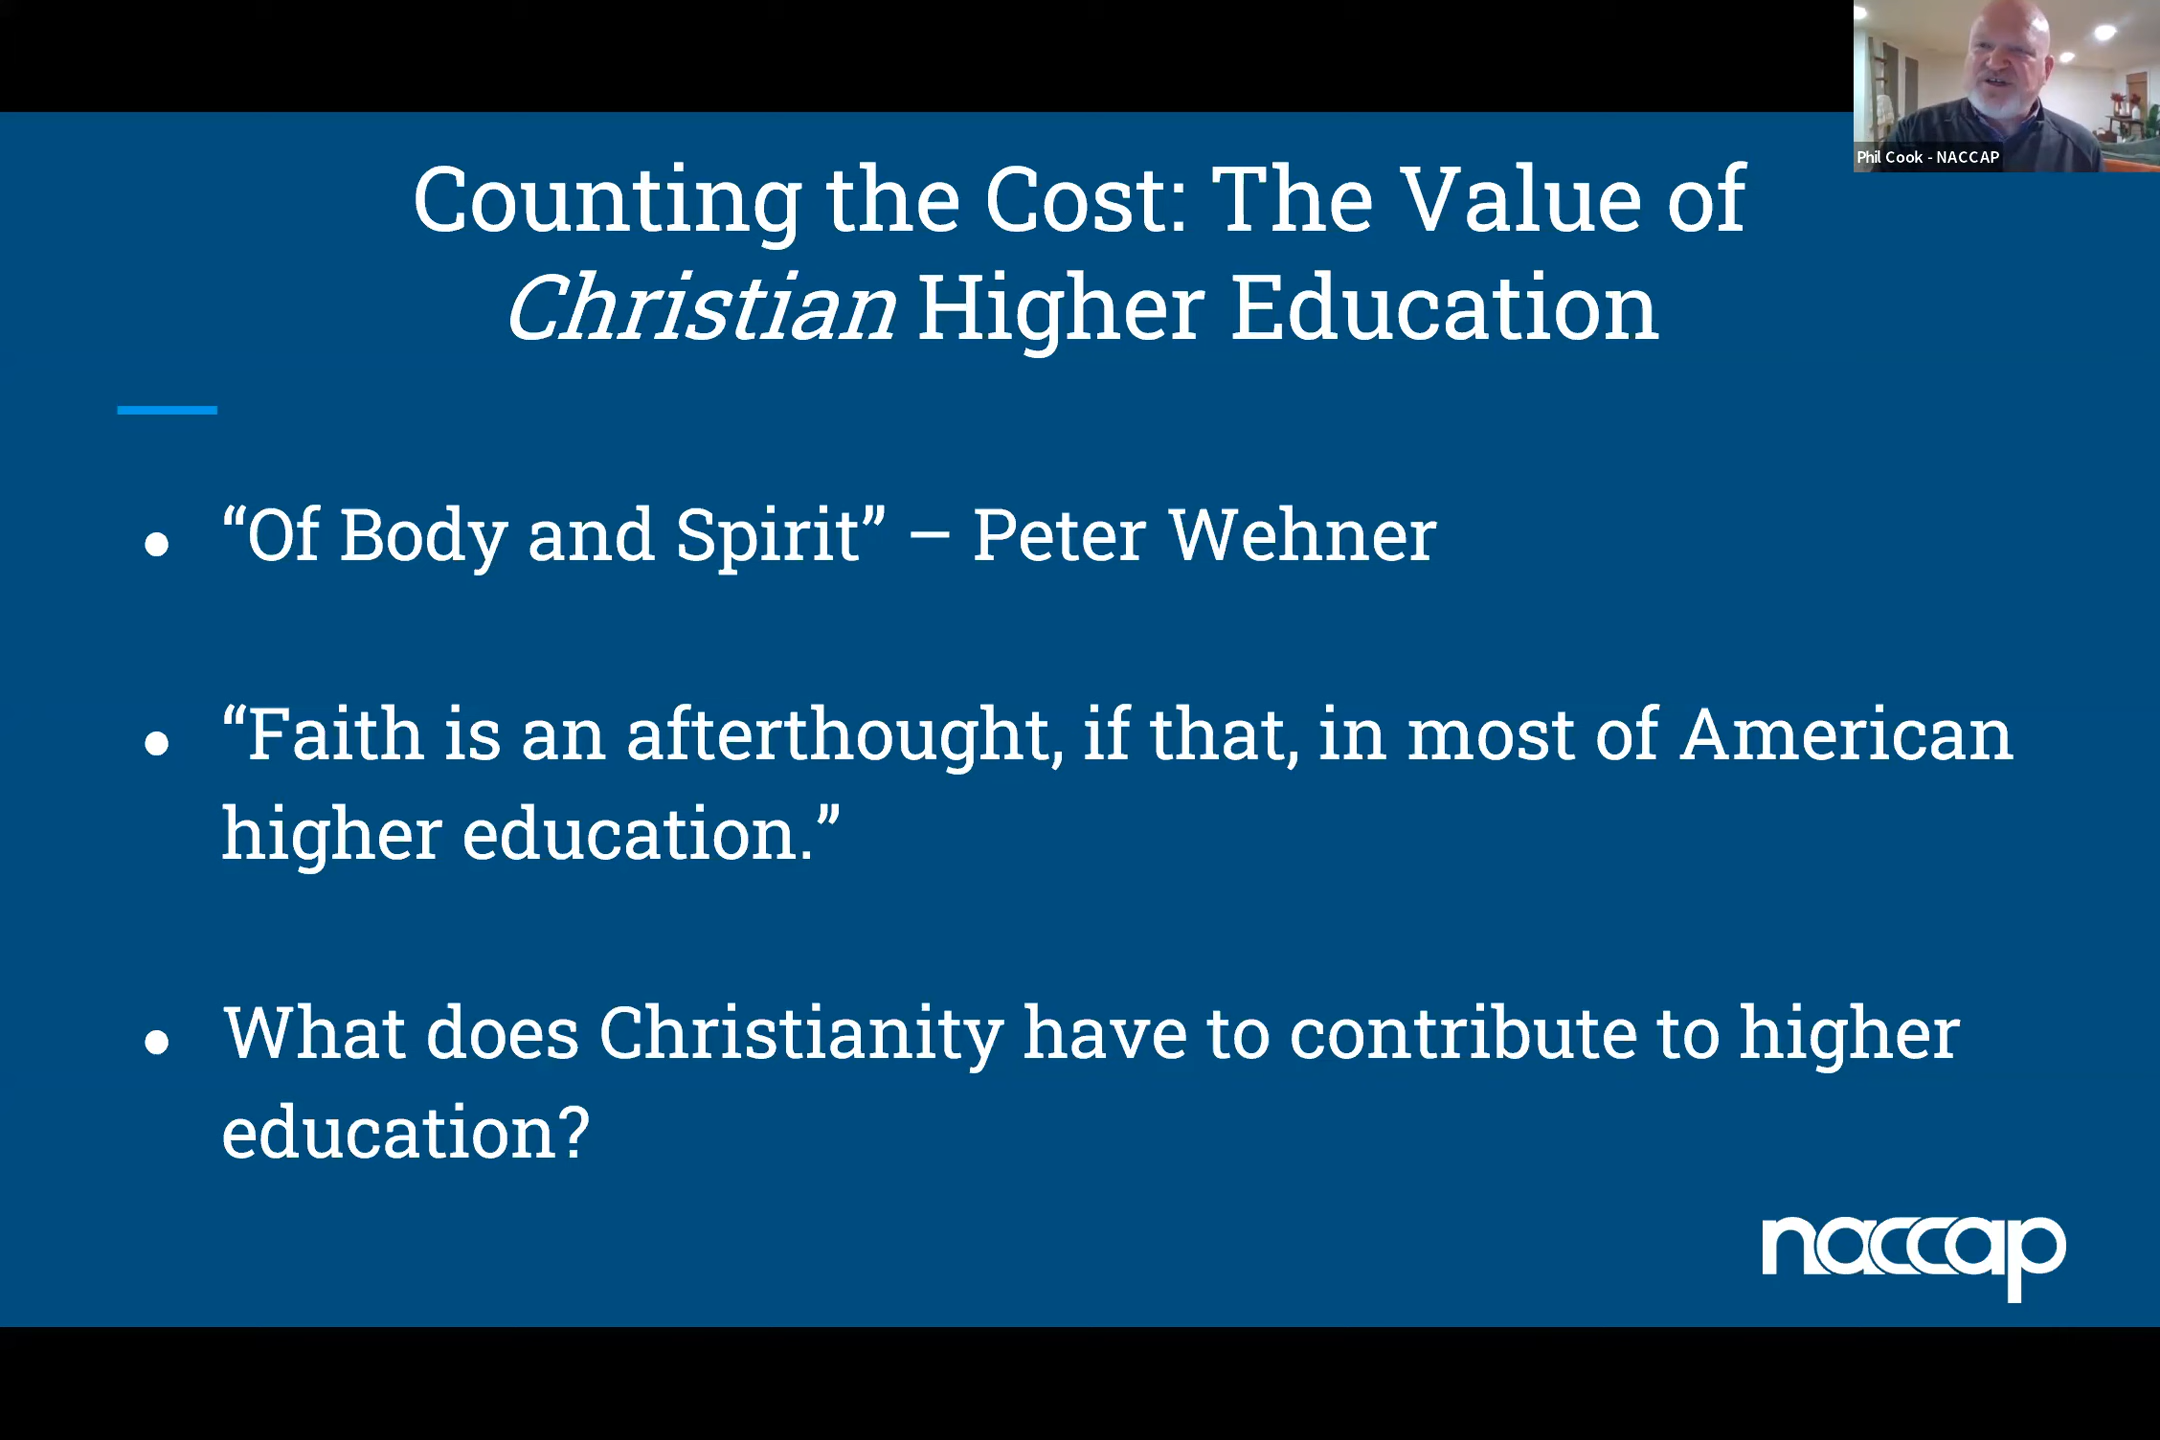 Phil Cook - NACCAP
Counting the Cost: The Value of
Christian Higher Education
● “Of Body and Spirit” – Peter Wehner
● “Faith is an afterthought, if that, in most of American
higher education.”
● What does Christianity have to contribute to higher
education?
naccap